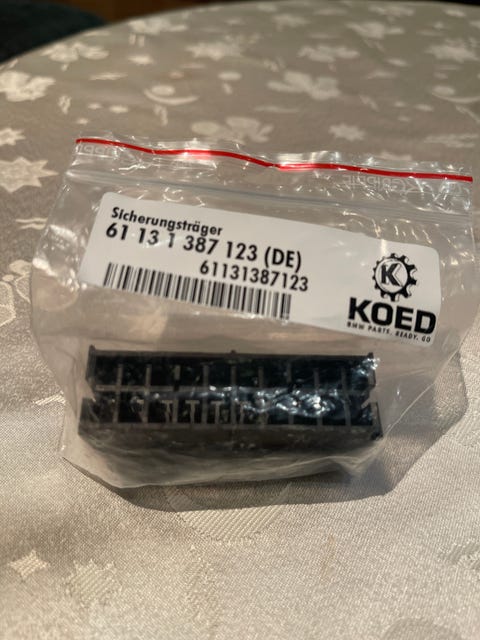 Sicherungsträger
61 13 1 387 123 (DE)
61131387123
K
KOED
BMW PARTS. READY. GO